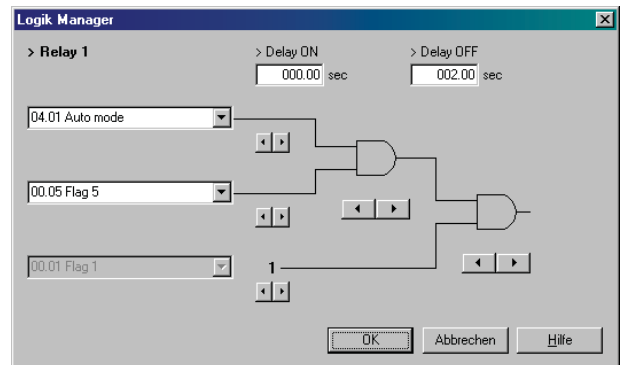 Logik Manager
> Relay 1 > Delay ON > Delay OFF
000.00 sec 002.00 sec
04.01 Auto mode
00.05 Flag 5
00.01 Flag 1 1
OK Abbrechen Hilfe